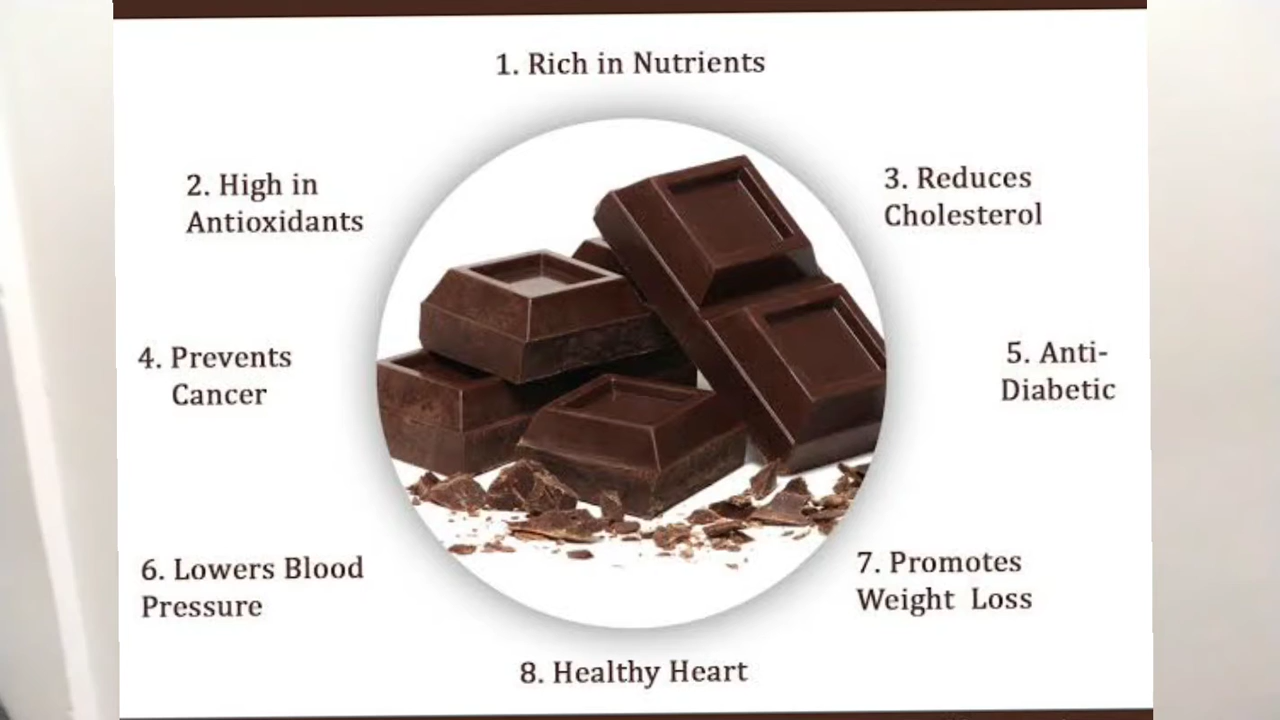 1. Rich in Nutrients
2. High in
Antioxidants
3. Reduces
Cholesterol
4. Prevents
Cancer
5. Anti-
Diabetic
6. Lowers Blood
Pressure
7. Promotes
Weight Loss
8. Healthy Heart